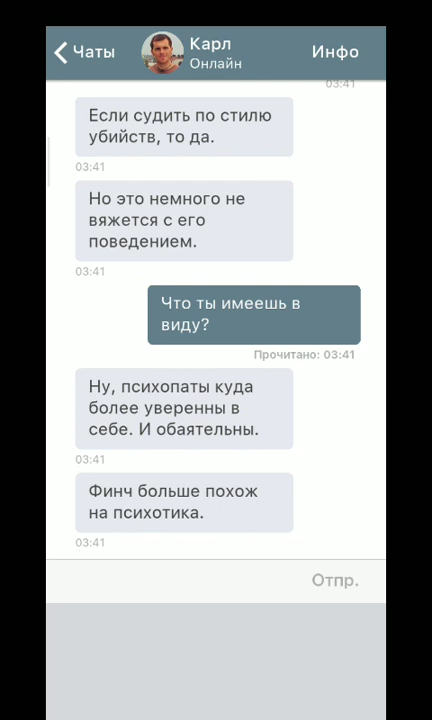 Чаты
Карл
Онлайн
Инфо
03:41
Если судить по стилю
убийств, то да.
03:41
Но это немного не
вяжется с его
поведением.
03:41
Что ты имеешь в
виду?
Прочитано: 03:41
Ну, психопаты куда
более уверенны в
себе. И обаятельны.
03:41
Финч больше похож
на психотика.
03:41
Отпр.